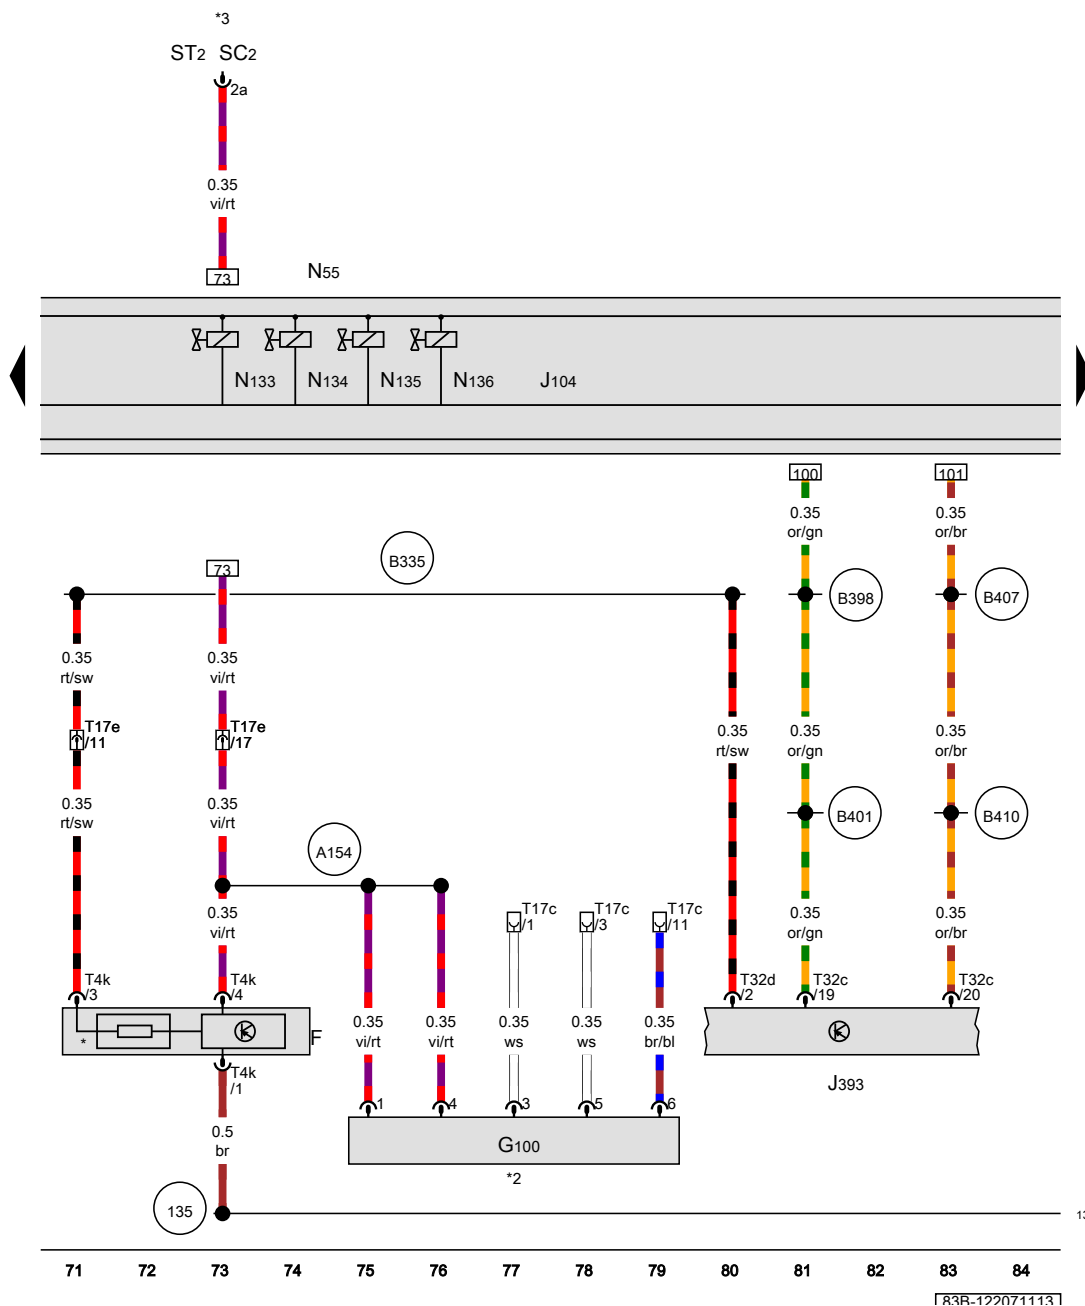 *3
ST2 SC2
2a
0.35
vi/rt
73
N55
N133 N134 N135 N136 J104
100 101
0.35 0.35
or/gn or/br
B335
73
B398 B407
0.35 0.35
rt/sw vi/rt
T17e T17e
/11 /17
0.35 0.35 0.35
rt/sw or/gn or/br
0.35 0.35
rt/sw vi/rt
B401 B410
A154
0.35 T17c T17c T17c 0.35 0.35
vi/rt /1 /3 /11 or/gn or/br
T4k T4k T32d T32c T32c
/3 /4 /2 /19 /20
* F
0.35 0.35 0.35 0.35 0.35
vi/rt vi/rt ws ws br/bl
T4k
/1
J393
1 4 3 5 6
0.5
br
G100
*2
135
71 72 73 74 75 76 77 78 79 80 81 82 83 84
83B-122071113